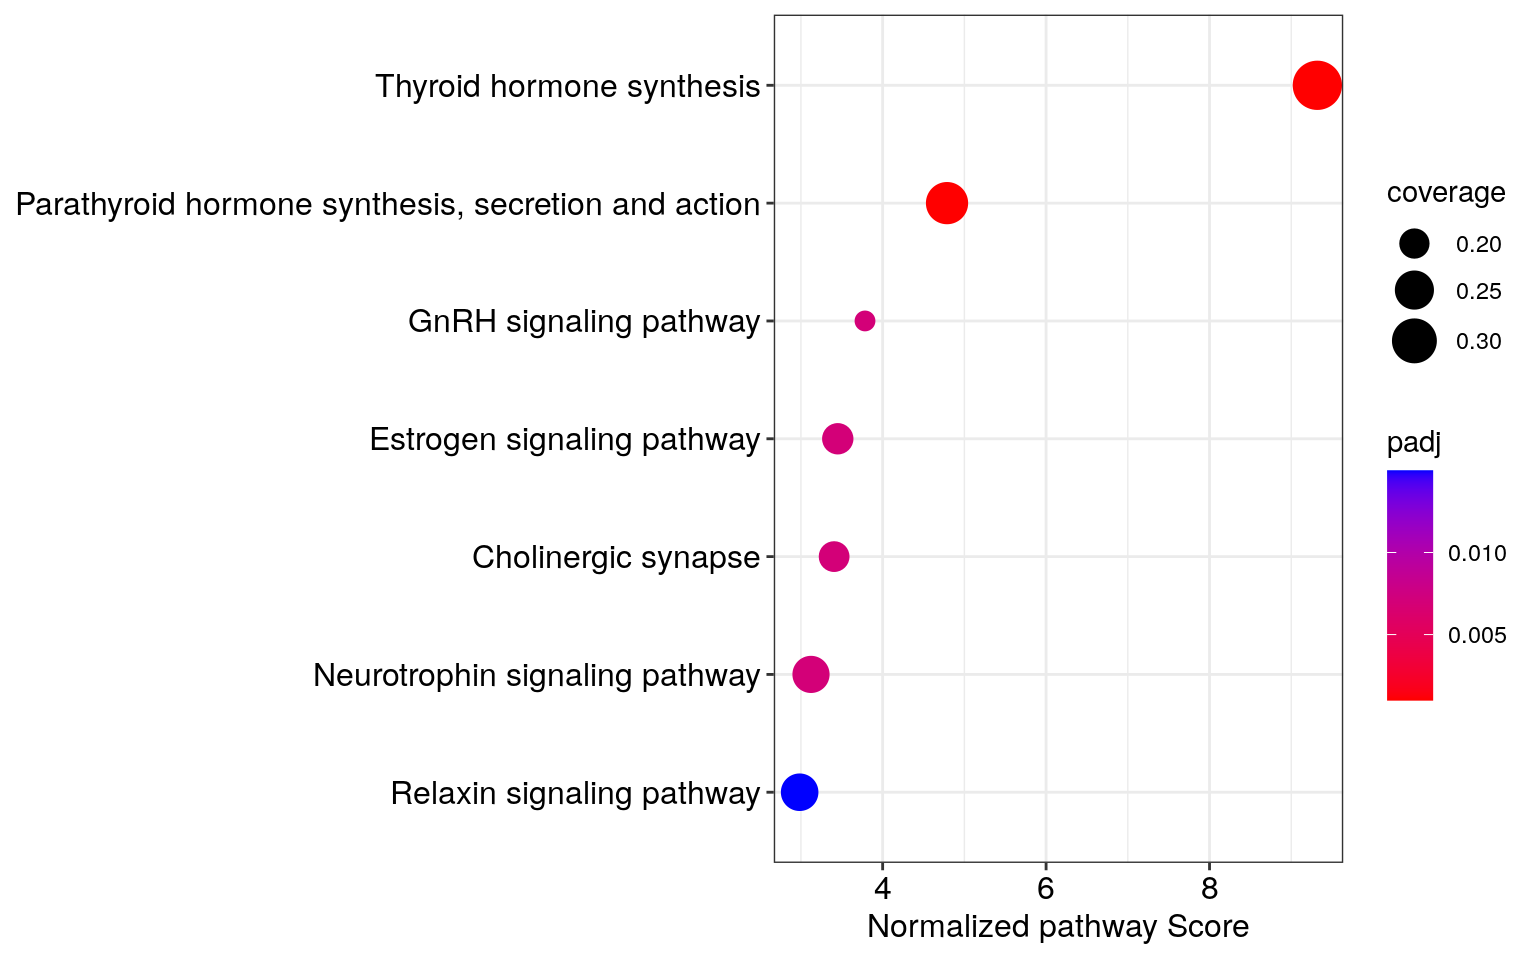 Thyroid hormone synthesis
Parathyroid hormone synthesis, secretion and action
GnRH signaling pathway
Estrogen signaling pathway
Cholinergic synapse
Neurotrophin signaling pathway
Relaxin signaling pathway
4 6 8
Normalized pathway Score
coverage
0.20
0.25
0.30
padj
0.010
0.005